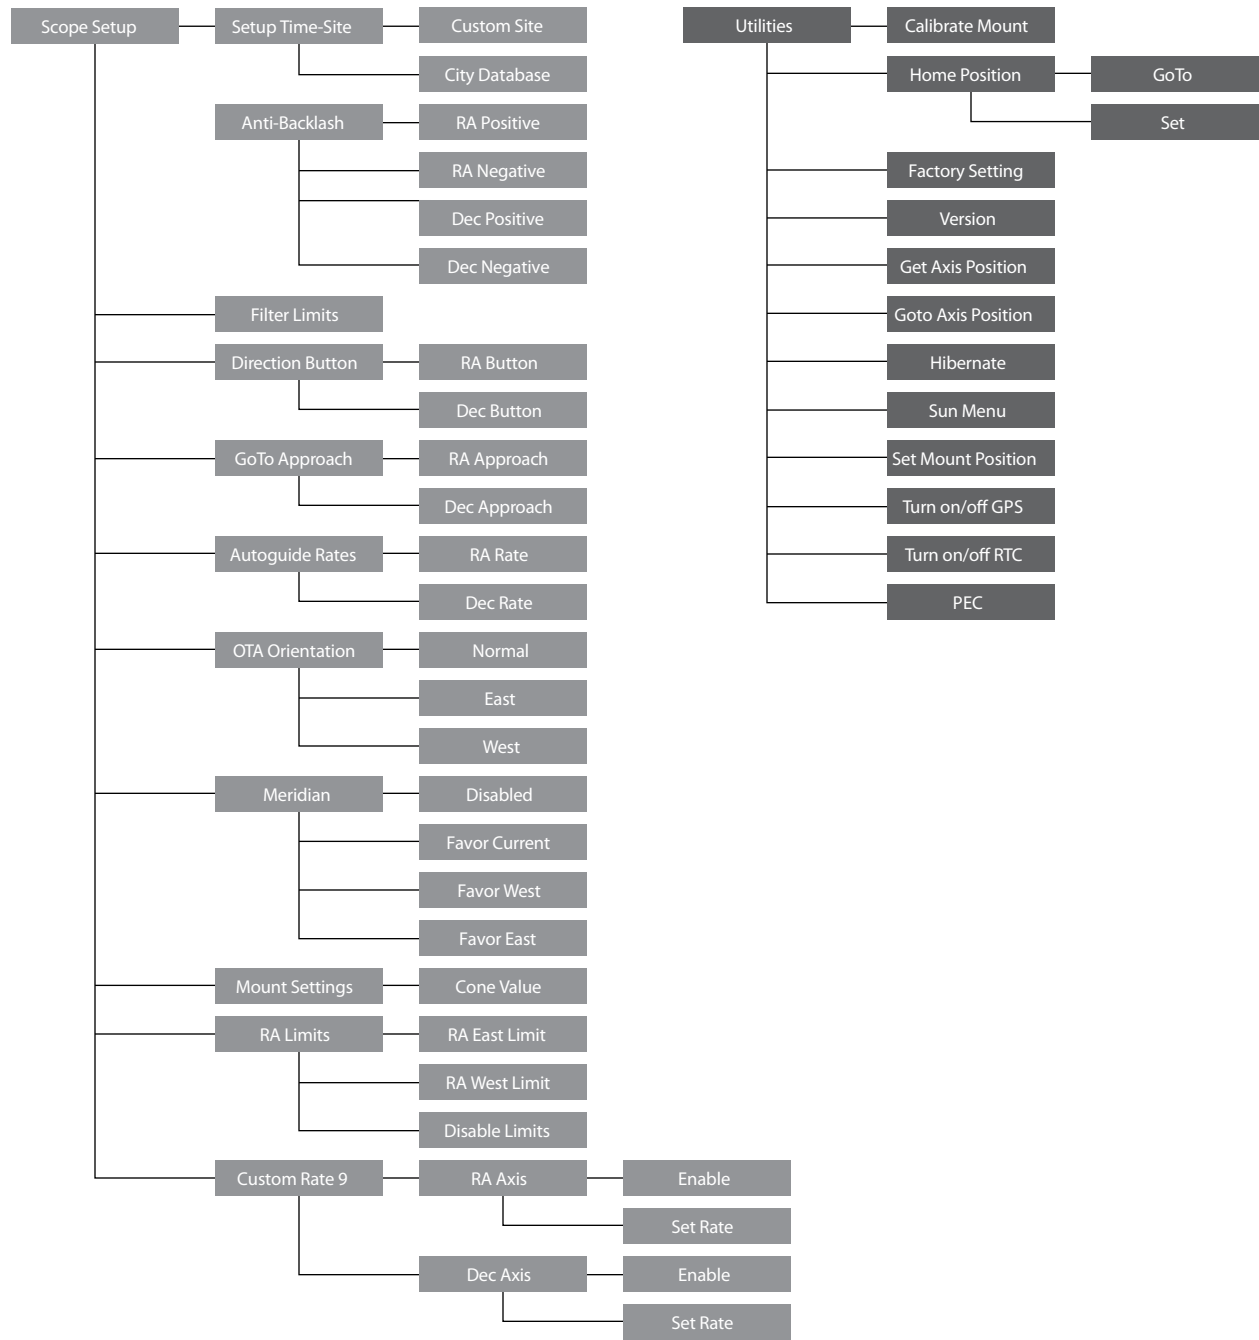 Scope Setup
Setup Time-Site
Custom Site
City Database
Anti-Backlash
RA Positive
RA Negative
Dec Positive
Dec Negative
Filter Limits
Direction Button
RA Button
Dec Button
GoTo Approach
RA Approach
Dec Approach
Autoguide Rates
RA Rate
Dec Rate
OTA Orientation
Normal
East
West
Meridian
Disabled
Favor Current
Favor West
Favor East
Mount Settings
Cone Value
RA Limits
RA East Limit
RA West Limit
Disable Limits
Custom Rate 9
RA Axis
Enable
Set Rate
Dec Axis
Enable
Set Rate
Utilities
Calibrate Mount
Home Position
GoTo
Set
Factory Setting
Version
Get Axis Position
Goto Axis Position
Hibernate
Sun Menu
Set Mount Position
Turn on/off GPS
Turn on/off RTC
PEC